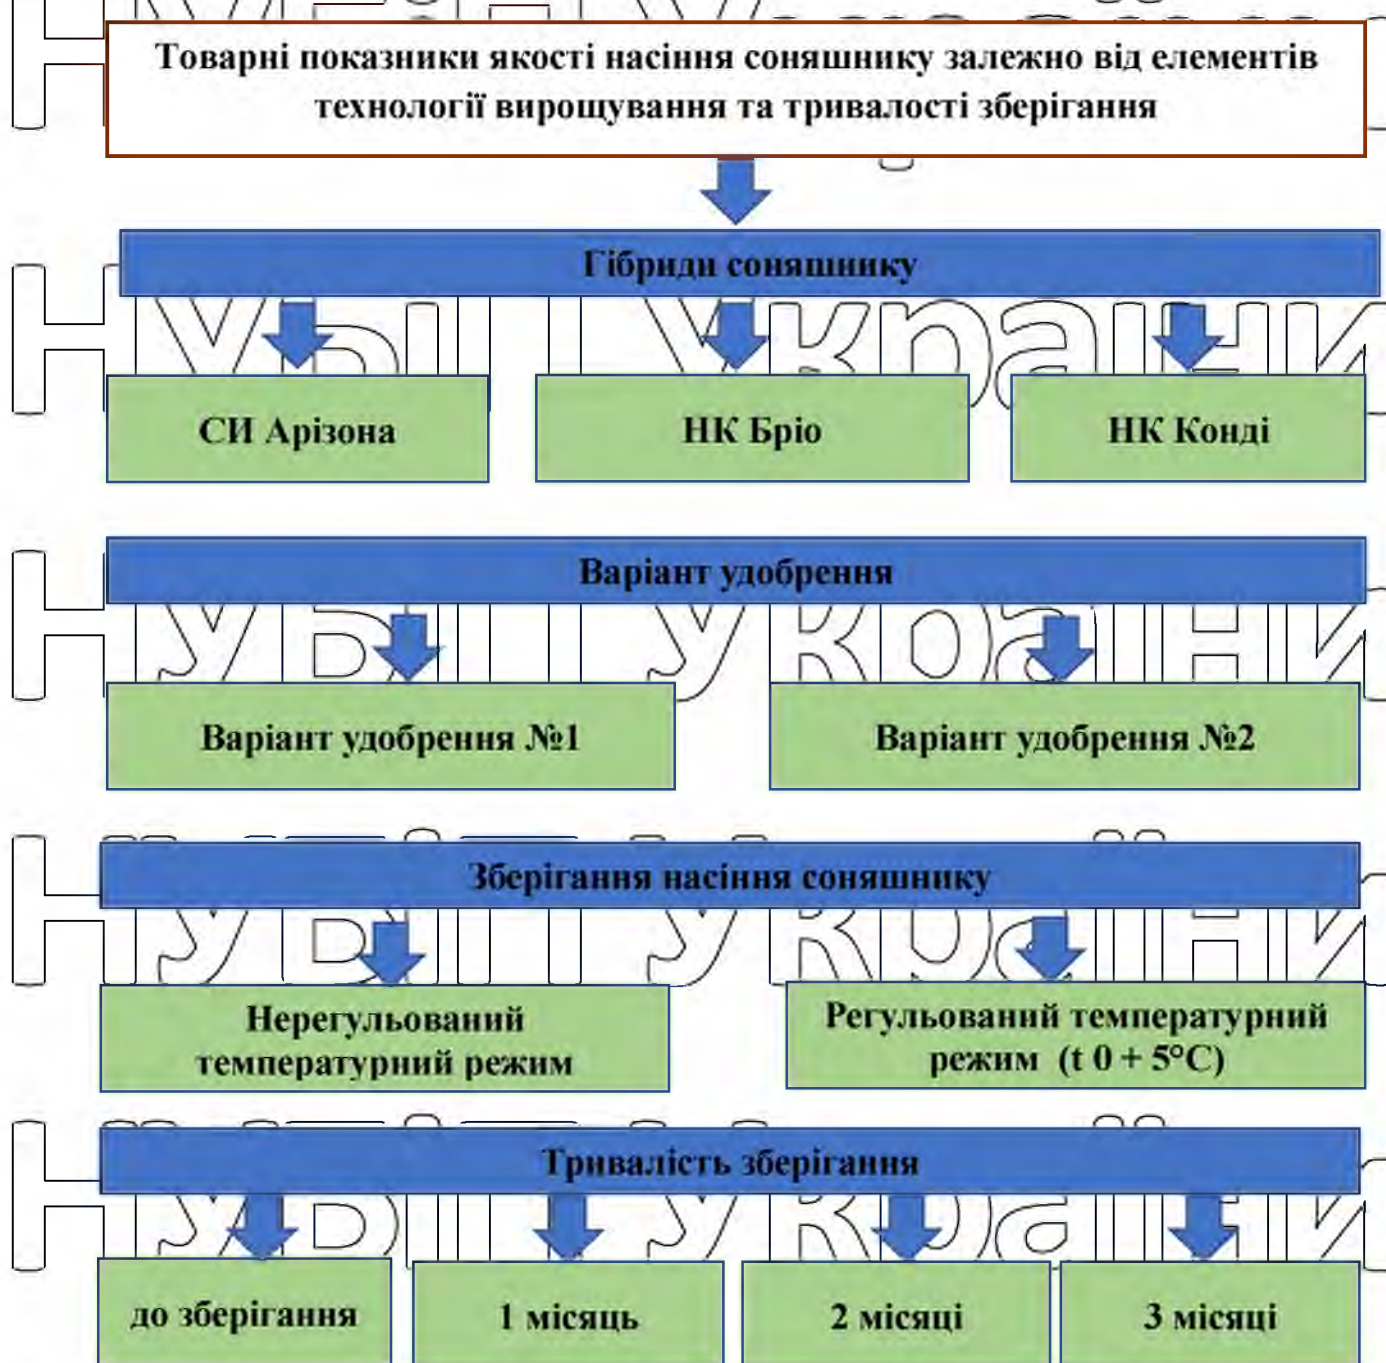 Товарні показники якості насіння соняшнику залежно від елементів
технології вирощування та тривалості зберігання
Гібриди соняшнику
СИ Арізона
НК Бріо
НК Конді
Варіант удобрення
Варіант удобрення №1
Варіант удобрення №2
Зберігання насіння соняшнику
Нерегульований
температурний режим
Регульований температурний
режим (t 0 + 5°C)
Тривалість зберігання
до зберігання
1 місяць
2 місяці
3 місяці